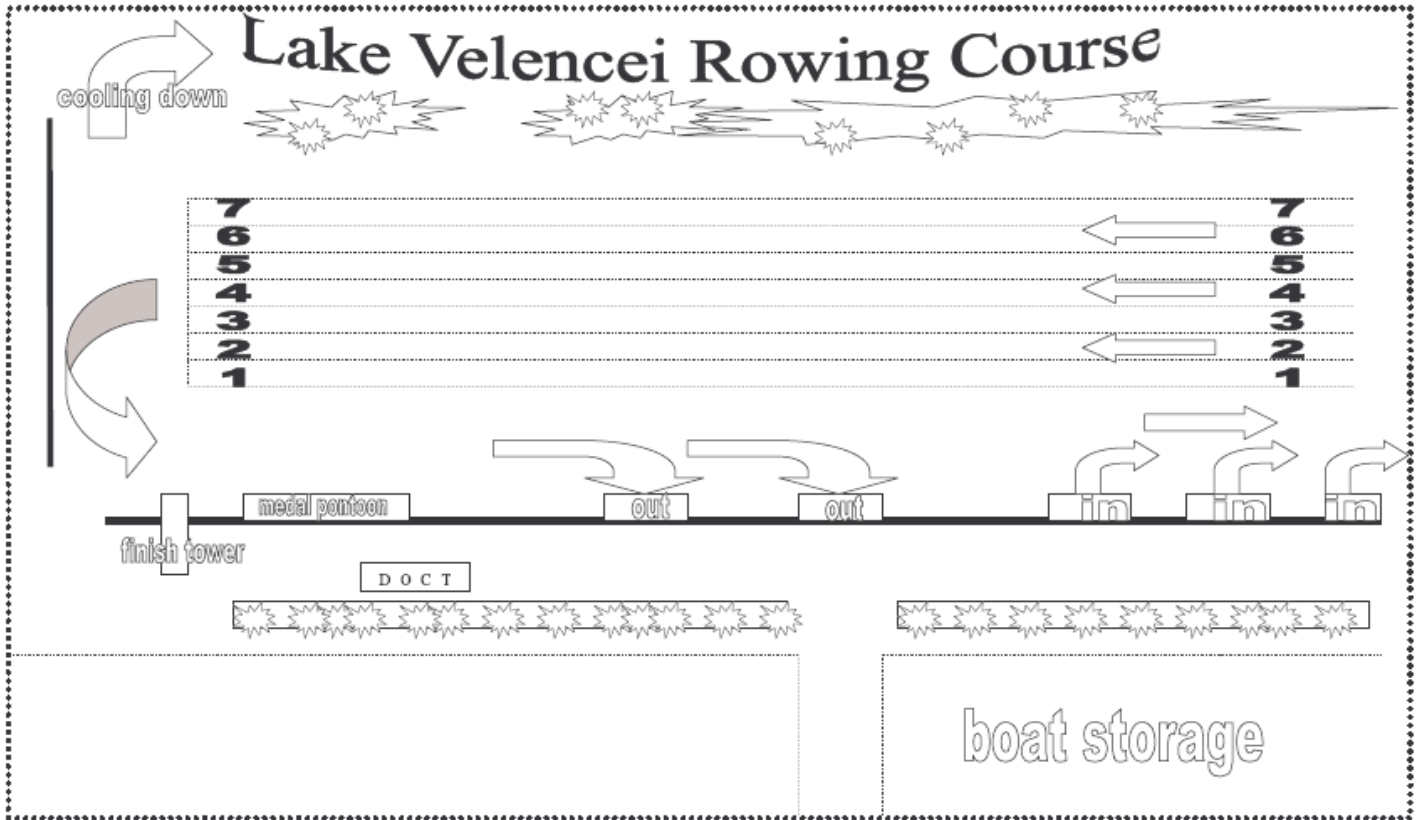 Lake Velencei Rowing Course
cooling down
7 7
6 6
5 5
4 4
3 3
2 2
1 1
medal pontoon out out in in in
finish tower
D O C T
boat storage